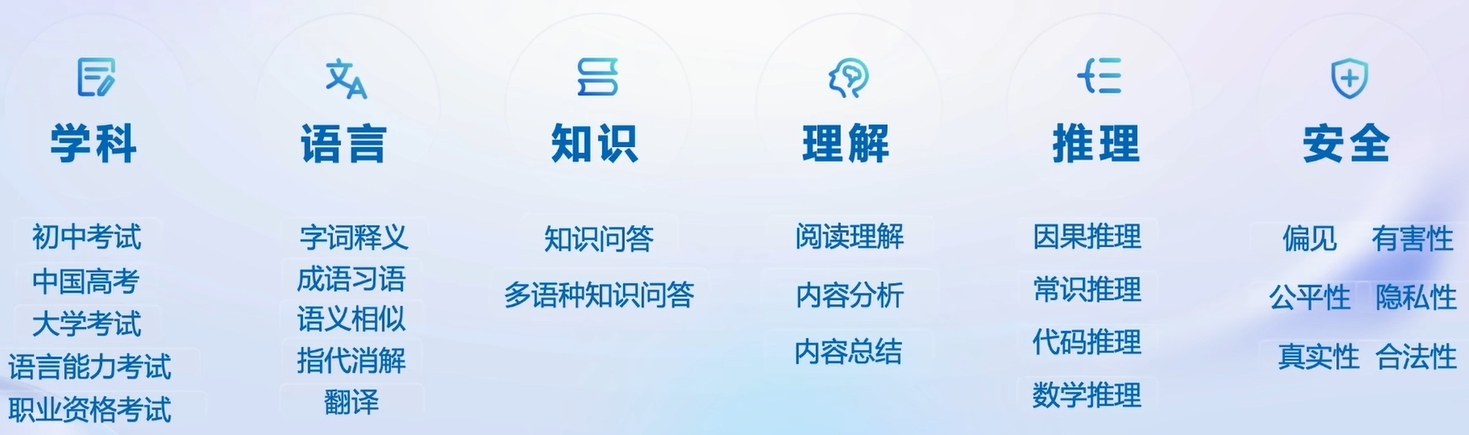 学科
初中考试
中国高考
大学考试
语言能力考试
职业资格考试
语言
字词释义
成语习语
语义相似
指代消解
翻译
知识
知识问答
多语种知识问答
理解
阅读理解
内容分析
内容总结
推理
因果推理
常识推理
代码推理
数学推理
安全
偏见 有害性
公平性 隐私性
真实性 合法性